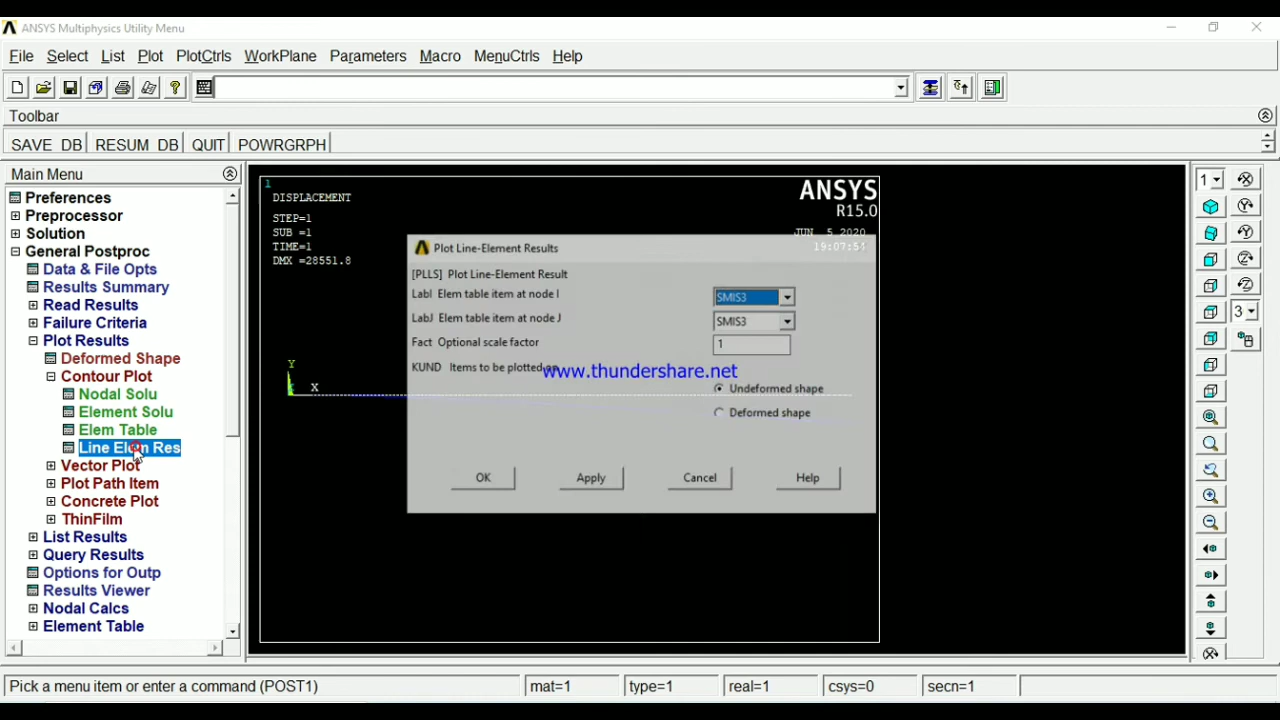 ANSYS Multiphysics Utility Menu
File Select List Plot PlotCtrls WorkPlane Parameters Macro MenuCtrls Help
Toolbar
SAVE_DB RESUM_DB QUIT POWRGRPH
Main Menu
Preferences
Preprocessor
Solution
General Postproc
Data & File Opts
Results Summary
Read Results
Failure Criteria
Plot Results
Deformed Shape
Contour Plot
Nodal Solu
Element Solu
Elem Table
Line Elem Res
Vector Plot
Plot Path Item
Concrete Plot
ThinFilm
List Results
Query Results
Options for Outp
Results Viewer
Nodal Calcs
Element Table
1
DISPLACEMENT
STEP=1
SUB =1
TIME=1
DMX =28551.8
ANSYS
R15.0
JUN 5 2020
19:07:51
Y
X
Plot Line-Element Results
[PLLS] Plot Line-Element Result
LabI Elem table item at node I SMIS3
LabJ Elem table item at node J SMIS3
Fact Optional scale factor 1
KUND Items to be plotted on
www.thundershare.net
Undeformed shape
Deformed shape
OK Apply Cancel Help
1
3
Pick a menu item or enter a command (POST1) mat=1 type=1 real=1 csys=0 secn=1